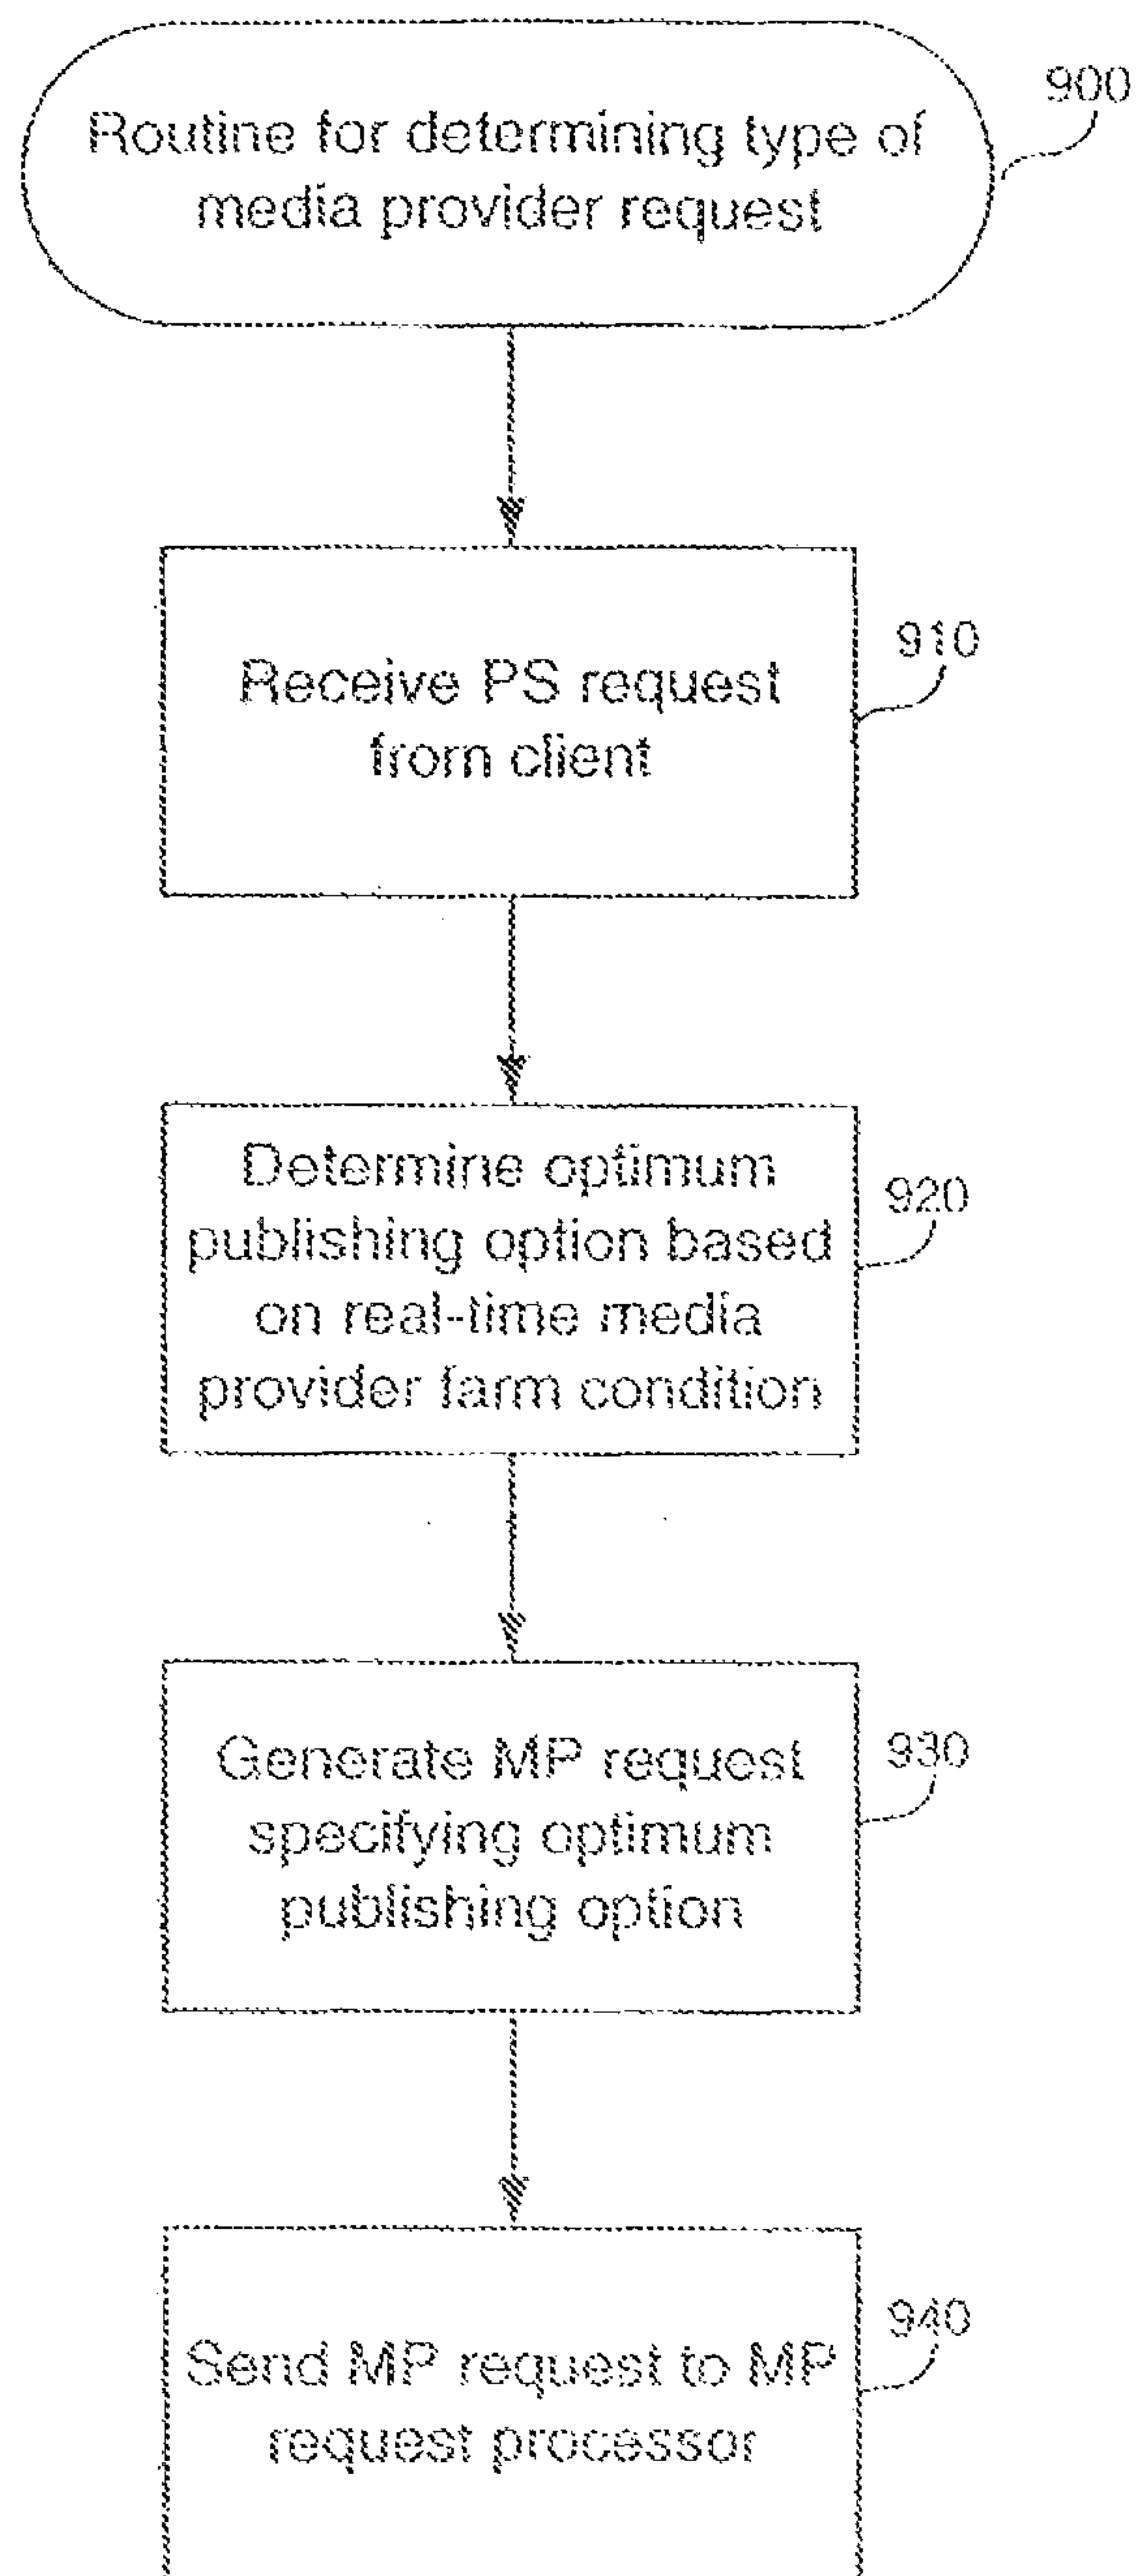 Routine for determining type of
media provider request
900
Receive PS request
from client
910
Determine optimum
publishing option based
on real-time media
provider farm condition
920
Generate MP request
specifying optimum
publishing option
930
Send MP request to MP
request processor
940